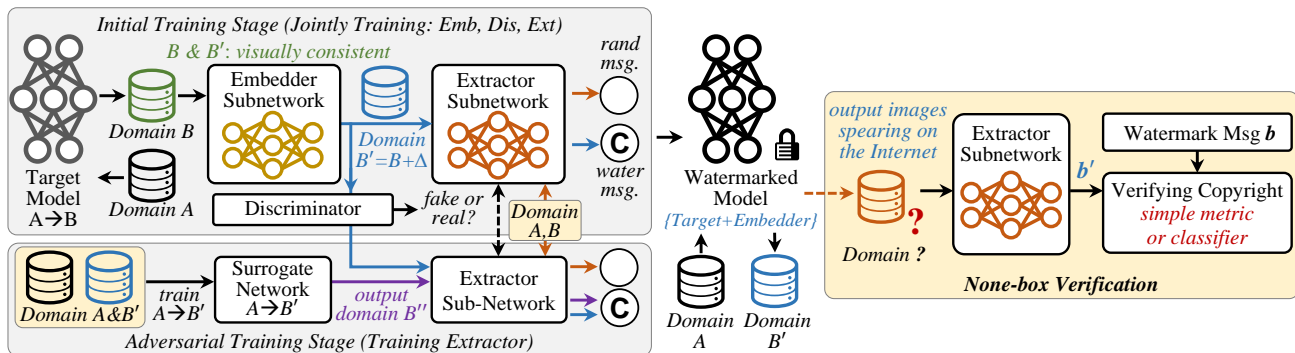 Initial Training Stage (Jointly Training: Emb, Dis, Ext)
B & B′: visually consistent
Domain B
Domain A
Target
Model
A→B
Embedder
Subnetwork
Domain
B′=B+Δ
Extractor
Subnetwork
rand
msg.
C
water
msg.
Discriminator
fake or
real?
Domain
A,B
Domain A&B′
train
A→B′
Surrogate
Network
A→B′
output
domain B′′
Extractor
Sub-Network
C
Adversarial Training Stage (Training Extractor)
Watermarked
Model
{Target+Embedder}
Domain
A
Domain
B′
output images
spearing on
the Internet
?
Domain ?
Extractor
Subnetwork
b′
Watermark Msg b
Verifying Copyright
simple metric
or classifier
None-box Verification